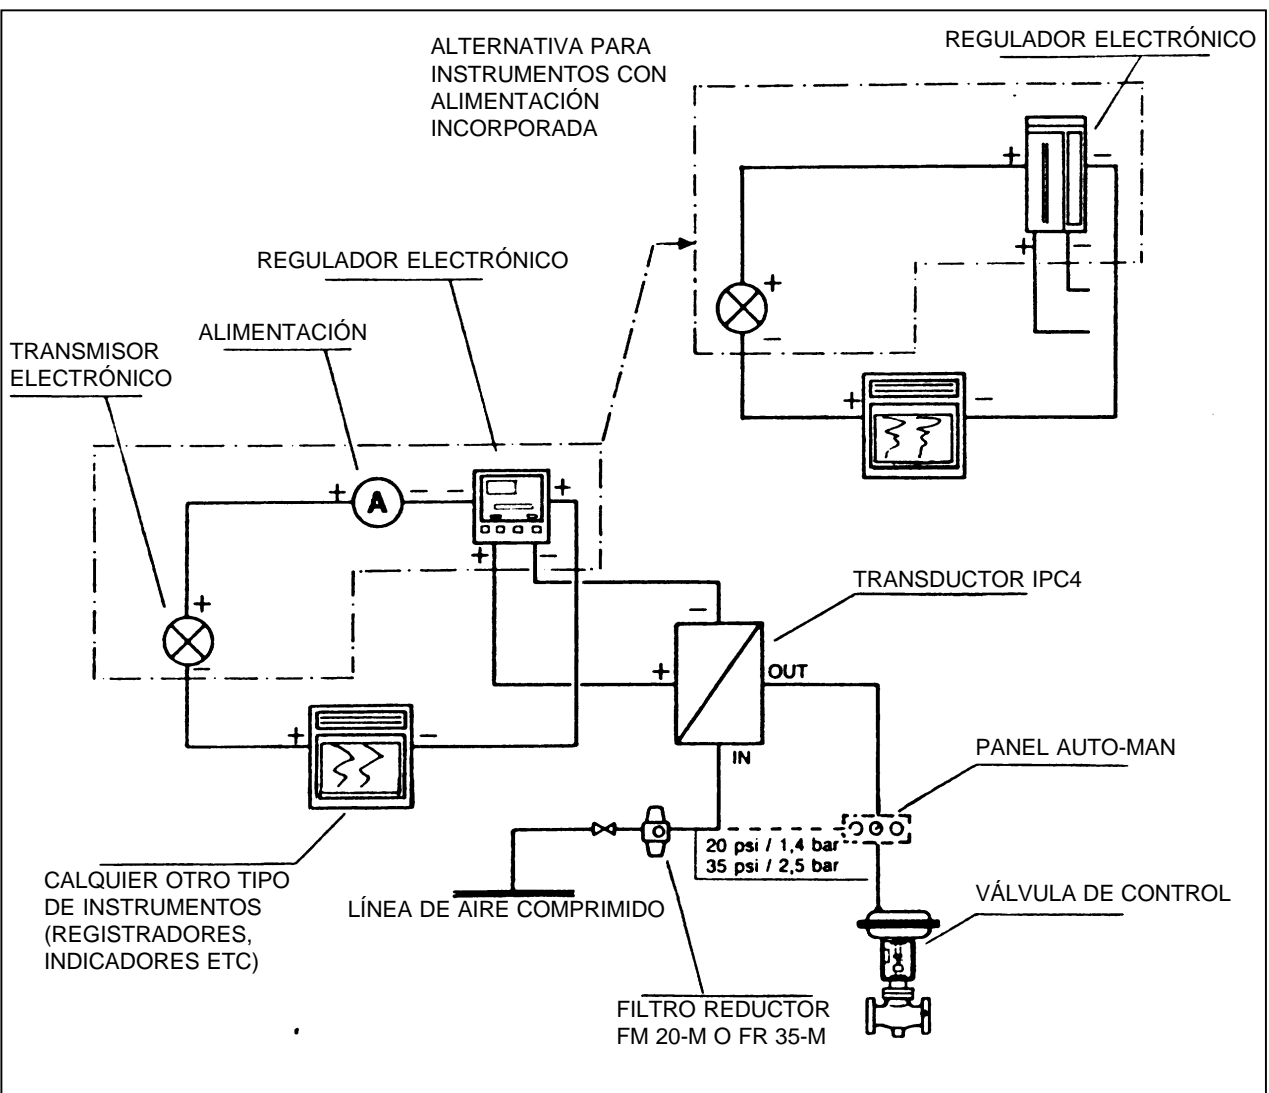 ALTERNATIVA PARA
INSTRUMENTOS CON
ALIMENTACIÓN
INCORPORADA
REGULADOR ELECTRÓNICO
+
−
+
−
+
−
+
−
REGULADOR ELECTRÓNICO
ALIMENTACIÓN
TRANSMISOR
ELECTRÓNICO
+
A
−
−
+
+
−
+
−
+
−
TRANSDUCTOR IPC4
−
+
OUT
IN
PANEL AUTO-MAN
20 psi / 1,4 bar
35 psi / 2,5 bar
CALQUIER OTRO TIPO
DE INSTRUMENTOS
(REGISTRADORES,
INDICADORES ETC)
LÍNEA DE AIRE COMPRIMIDO
VÁLVULA DE CONTROL
FILTRO REDUCTOR
FM 20-M O FR 35-M